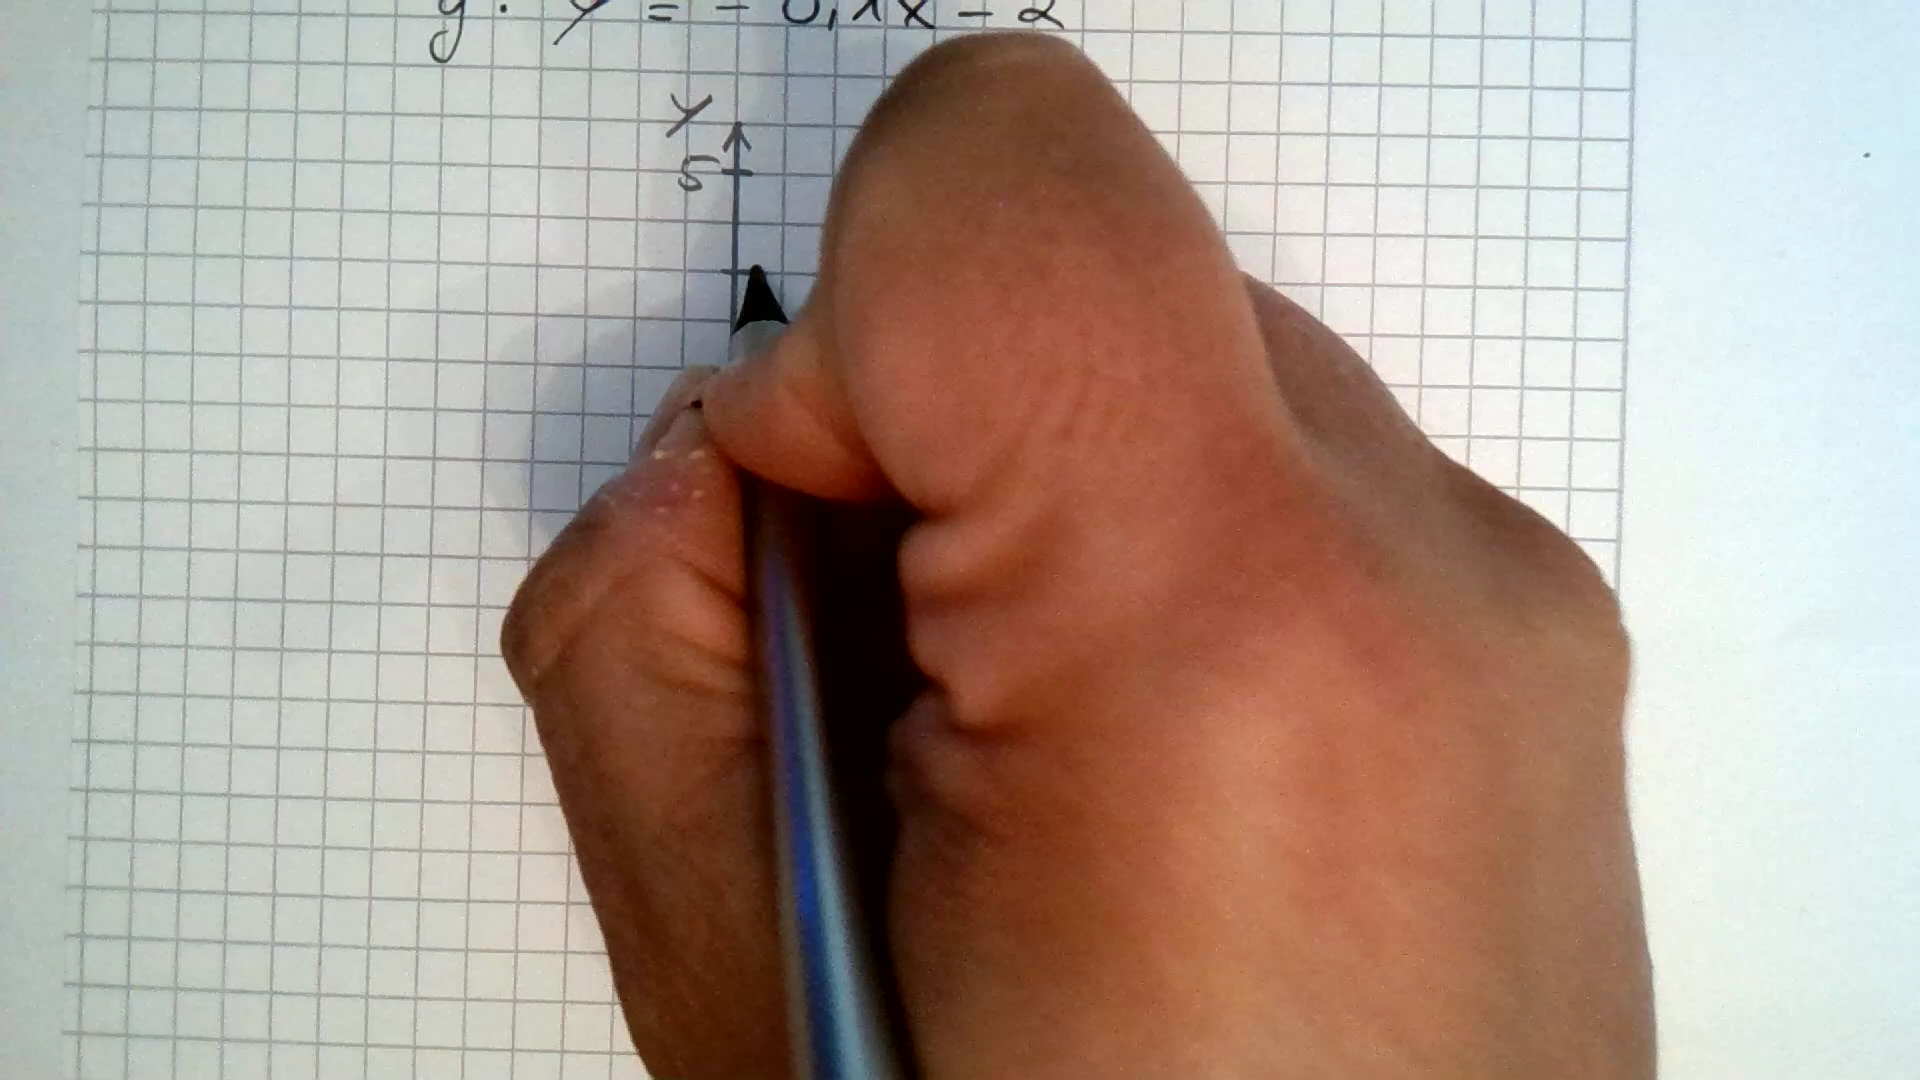 g: y = - 0,1x - 2
y
5